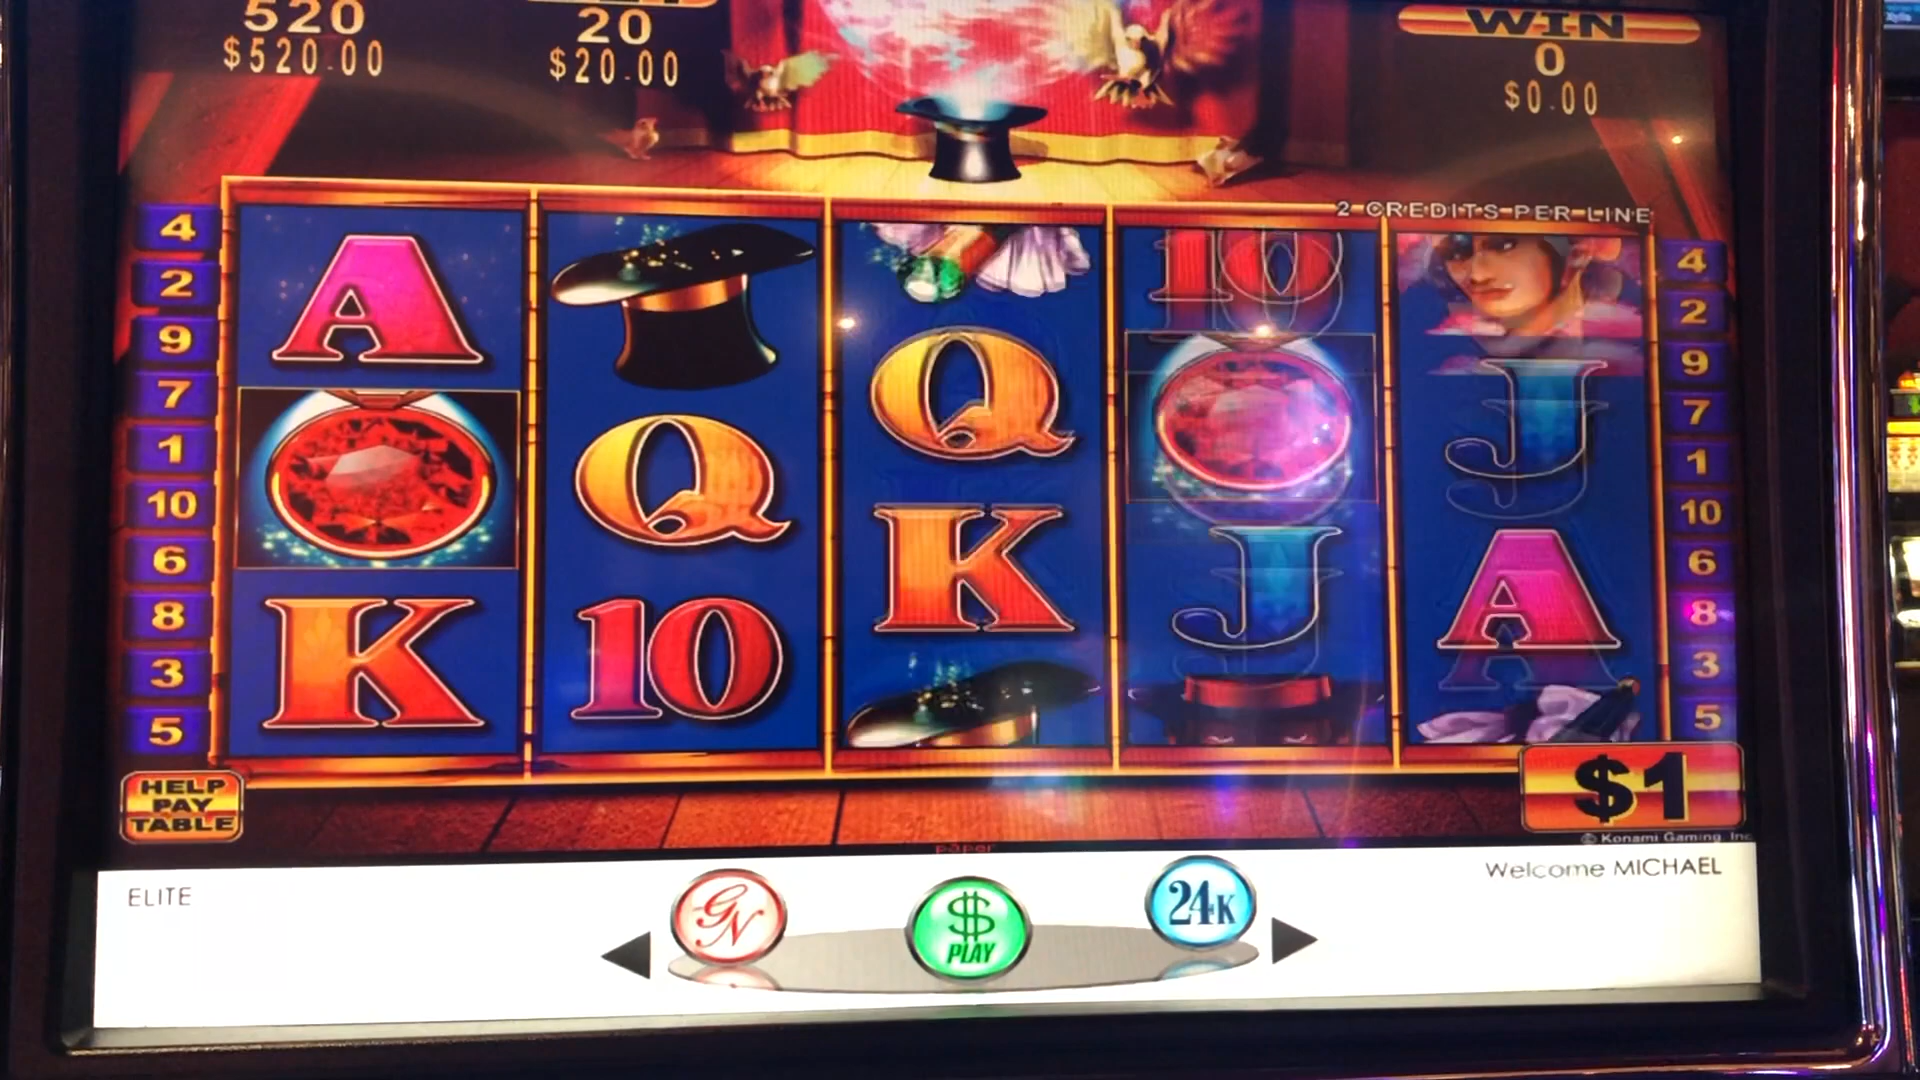 520
$520.00
20
$20.00
WIN
0
$0.00
2 CREDITS PER LINE
4
2
9
7
1
10
6
8
3
5
A
K
Q
10
Q
K
10
J
J
A
4
2
9
7
1
10
6
8
3
5
HELP
PAY
TABLE
$1
© Konami Gaming, Inc
paper
ELITE
Welcome MICHAEL
GN
$
PLAY
24K